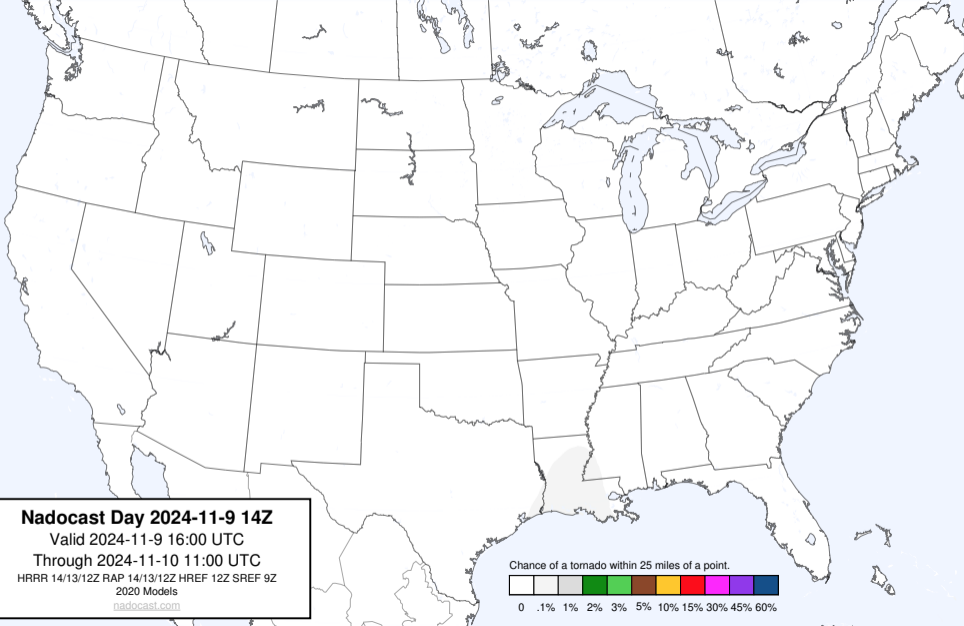 Nadocast Day 2024-11-9 14Z
Valid 2024-11-9 16:00 UTC
Through 2024-11-10 11:00 UTC
HRRR 14/13/12Z RAP 14/13/12Z HREF 12Z SREF 9Z
2020 Models
nadocast.com
Chance of a tornado within 25 miles of a point.
0 .1% 1% 2% 3% 5% 10% 15% 30% 45% 60%